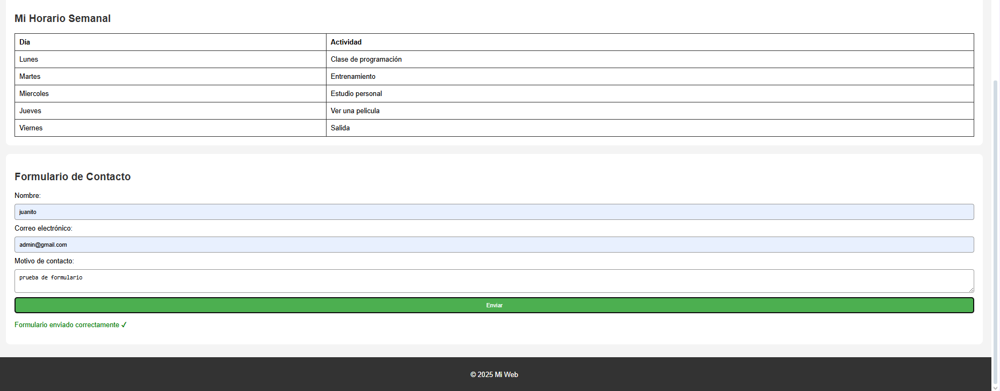 Mi Horario Semanal
Día Actividad
Lunes Clase de programación
Martes Entrenamiento
Miercoles Estudio personal
Jueves Ver una pelicula
Viernes Salida
Formulario de Contacto
Nombre:
juanito
Correo electrónico:
admin@gmail.com
Motivo de contacto:
prueba de formulario
Enviar
Formulario enviado correctamente ✓
© 2025 Mi Web